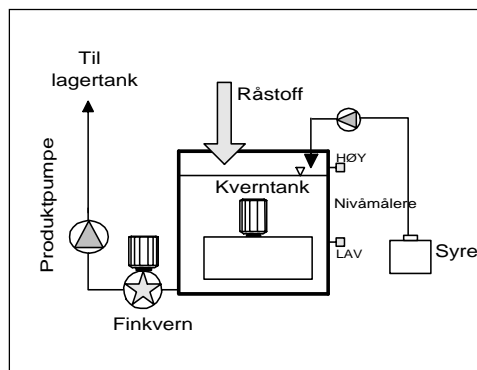 Til
lagertank
Råstoff
HØY
Kverntank
Nivåmålere
LAV
Syre
Produktpumpe
Finkvern